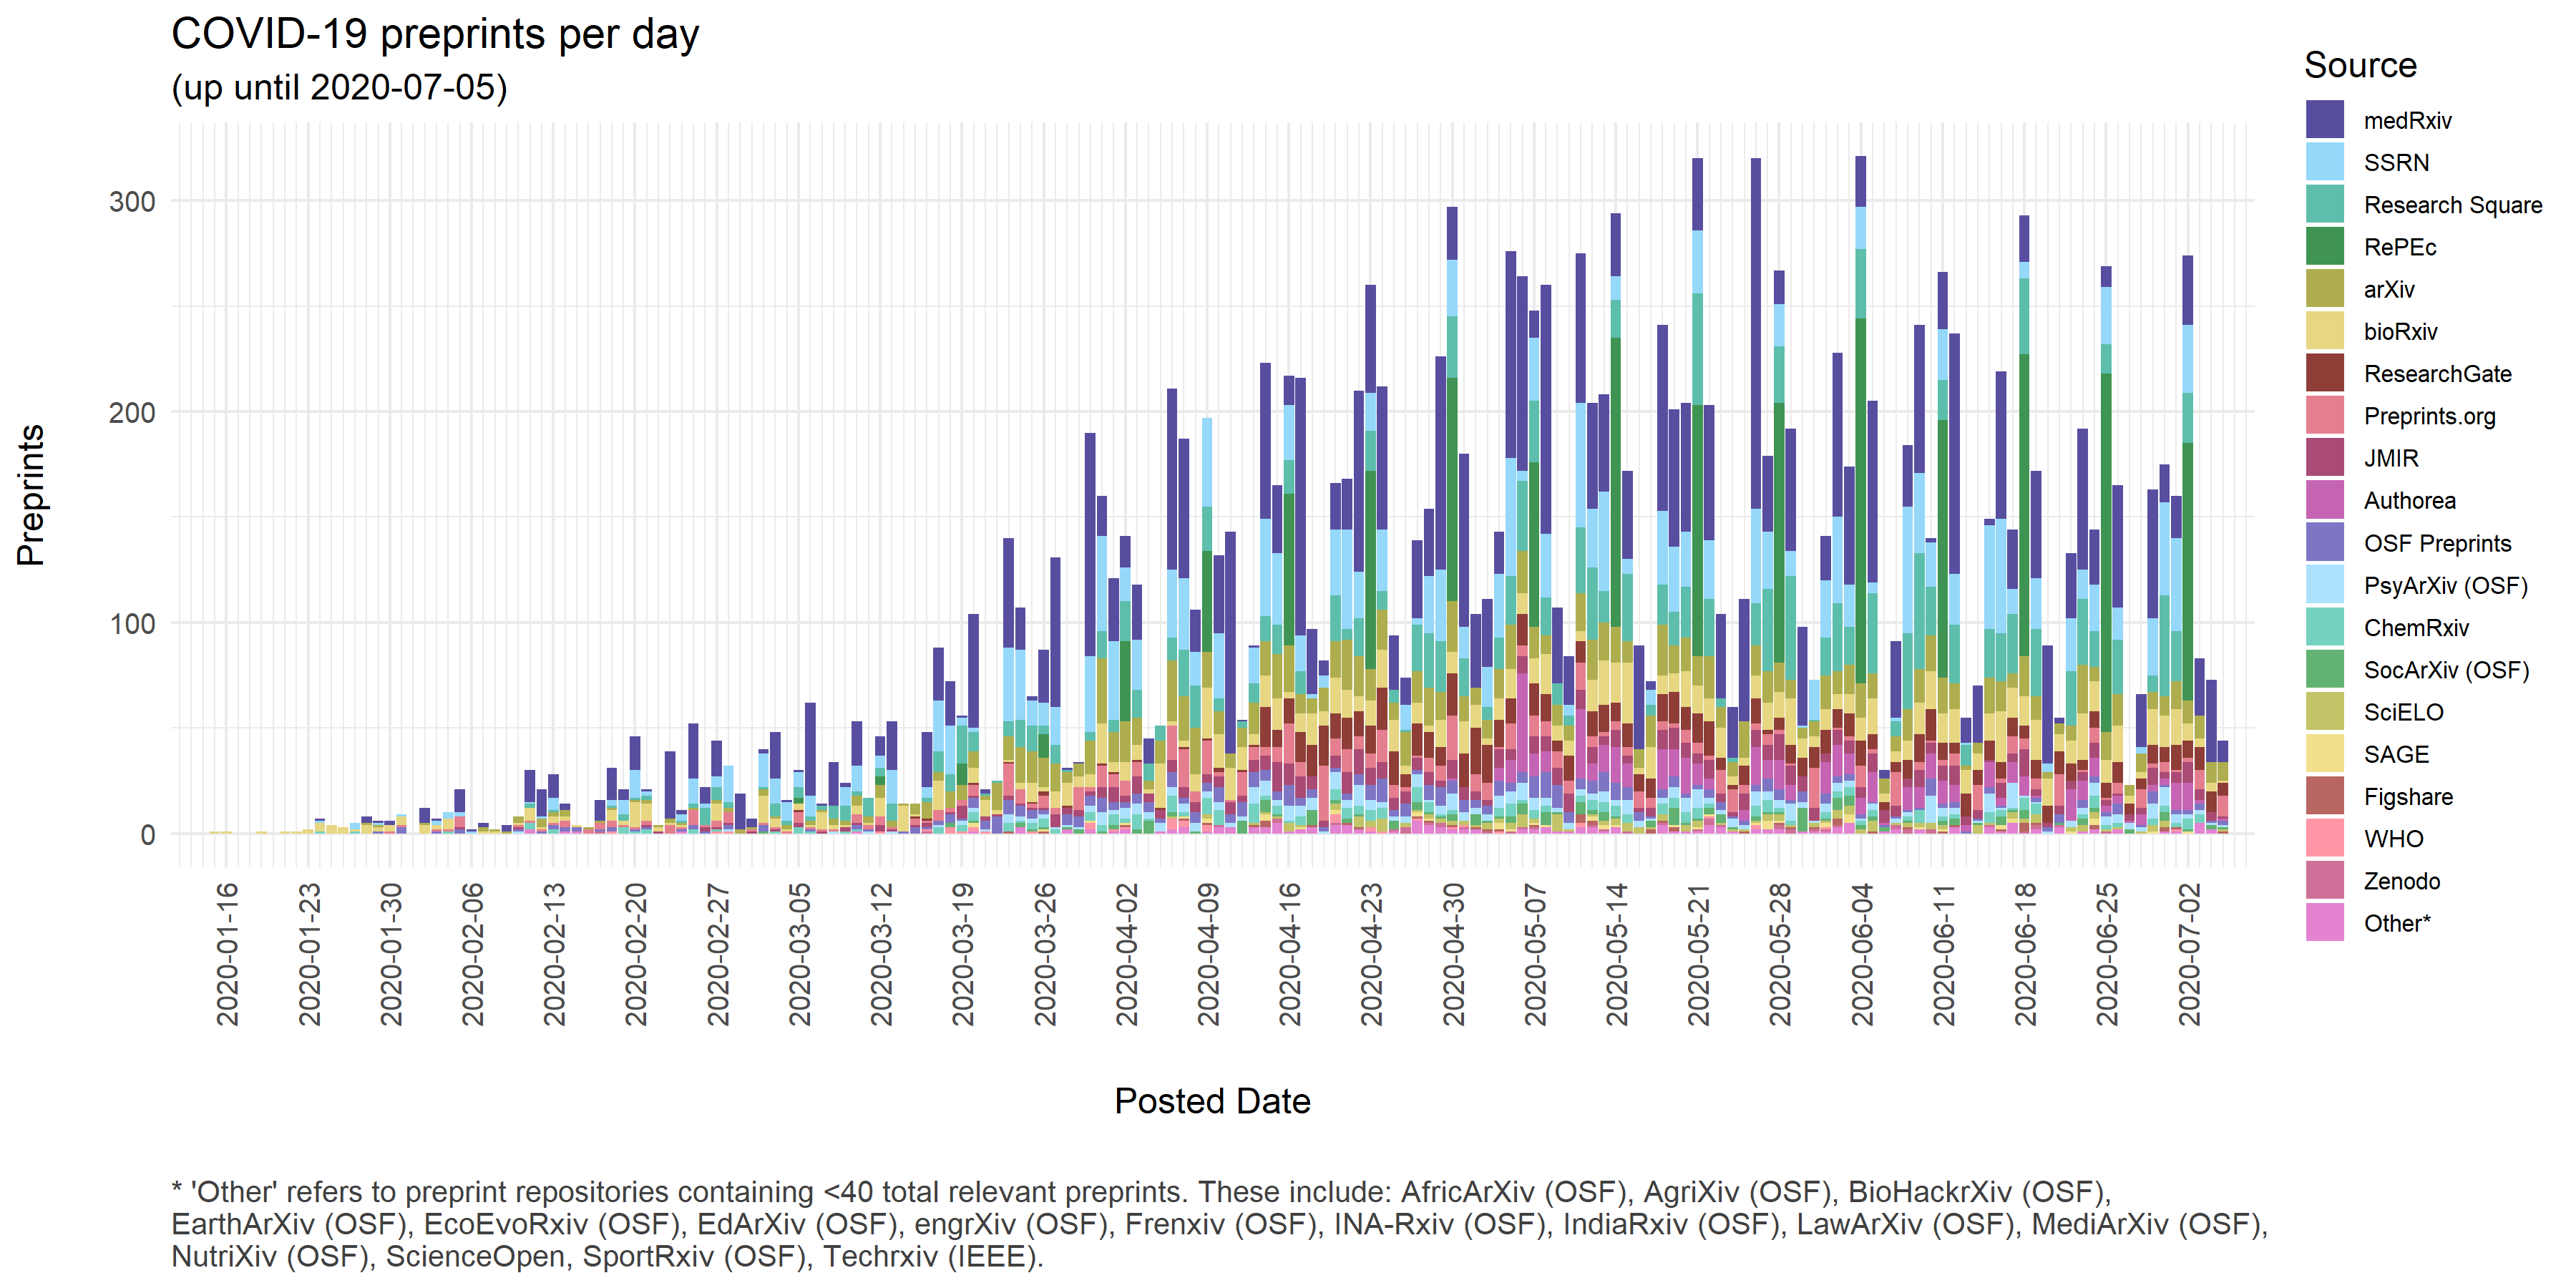 COVID-19 preprints per day
(up until 2020-07-05)
Preprints
300
200
100
0
2020-01-16
2020-01-23
2020-01-30
2020-02-06
2020-02-13
2020-02-20
2020-02-27
2020-03-05
2020-03-12
2020-03-19
2020-03-26
2020-04-02
2020-04-09
2020-04-16
2020-04-23
2020-04-30
2020-05-07
2020-05-14
2020-05-21
2020-05-28
2020-06-04
2020-06-11
2020-06-18
2020-06-25
2020-07-02
Posted Date
Source
medRxiv
SSRN
Research Square
RePEc
arXiv
bioRxiv
ResearchGate
Preprints.org
JMIR
Authorea
OSF Preprints
PsyArXiv (OSF)
ChemRxiv
SocArXiv (OSF)
SciELO
SAGE
Figshare
WHO
Zenodo
Other*
* 'Other' refers to preprint repositories containing <40 total relevant preprints. These include: AfricArXiv (OSF), AgriXiv (OSF), BioHackrXiv (OSF),
EarthArXiv (OSF), EcoEvoRxiv (OSF), EdArXiv (OSF), engrXiv (OSF), Frenxiv (OSF), INA-Rxiv (OSF), IndiaRxiv (OSF), LawArXiv (OSF), MediArXiv (OSF),
NutriXiv (OSF), ScienceOpen, SportRxiv (OSF), Techrxiv (IEEE).